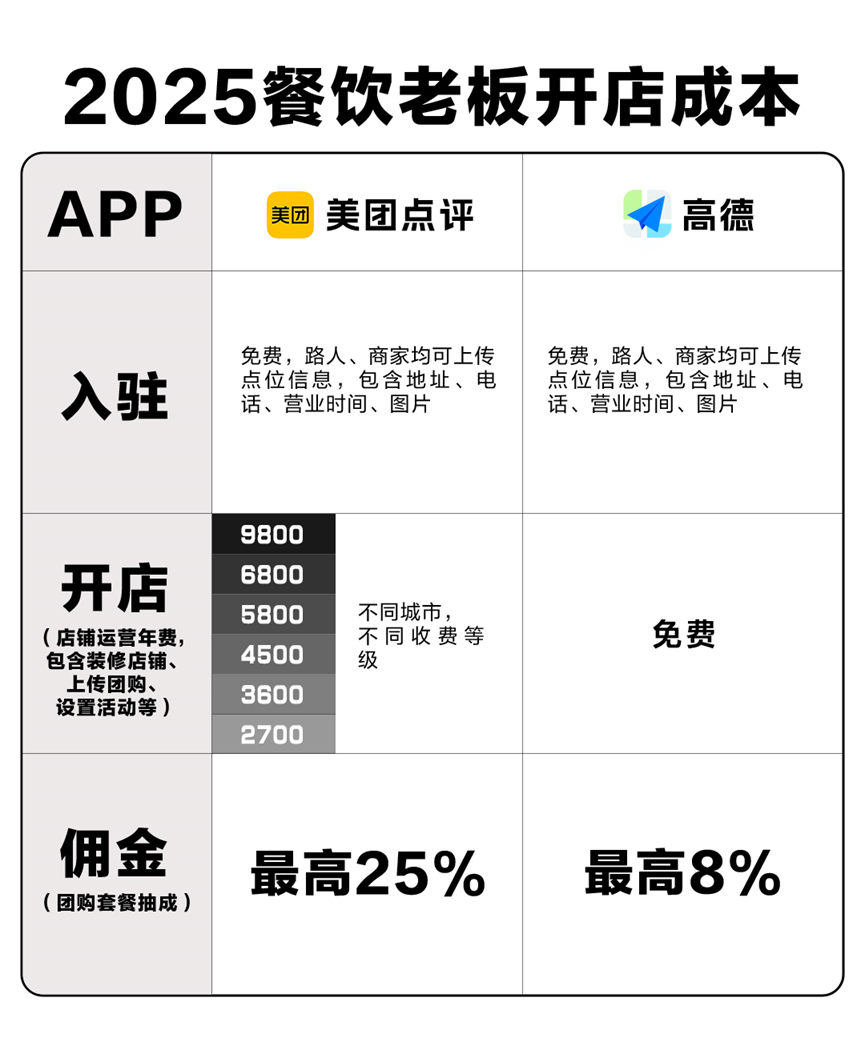 2025餐饮老板开店成本
APP
美团
美团点评
高德
入驻
免费，路人、商家均可上传
点位信息，包含地址、电
话、营业时间、图片
免费，路人、商家均可上传
点位信息，包含地址、电
话、营业时间、图片
开店
（店铺运营年费，
包含装修店铺、
上传团购、
设置活动等）
9800
6800
5800
4500
3600
2700
不同城市，
不同收费等
级
免费
佣金
（团购套餐抽成）
最高25%
最高8%